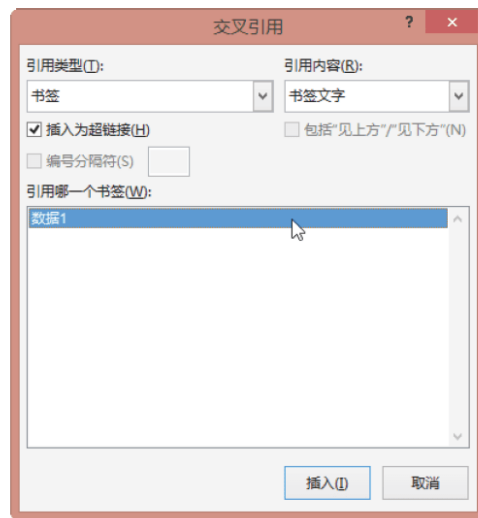 交叉引用 ? ×
引用类型(T): 引用内容(R):
书签 书签文字
插入为超链接(H) 包括“见上方”/“见下方”(N)
编号分隔符(S)
引用哪一个书签(W):
数据1
插入(I) 取消